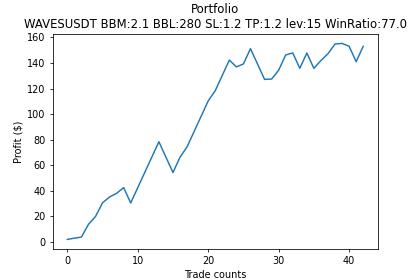 Portfolio
WAVESUSDT BBM:2.1 BBL:280 SL:1.2 TP:1.2 lev:15 WinRatio:77.0
160
140
120
100
80
60
40
20
0
Profit ($)
0 10 20 30 40
Trade counts